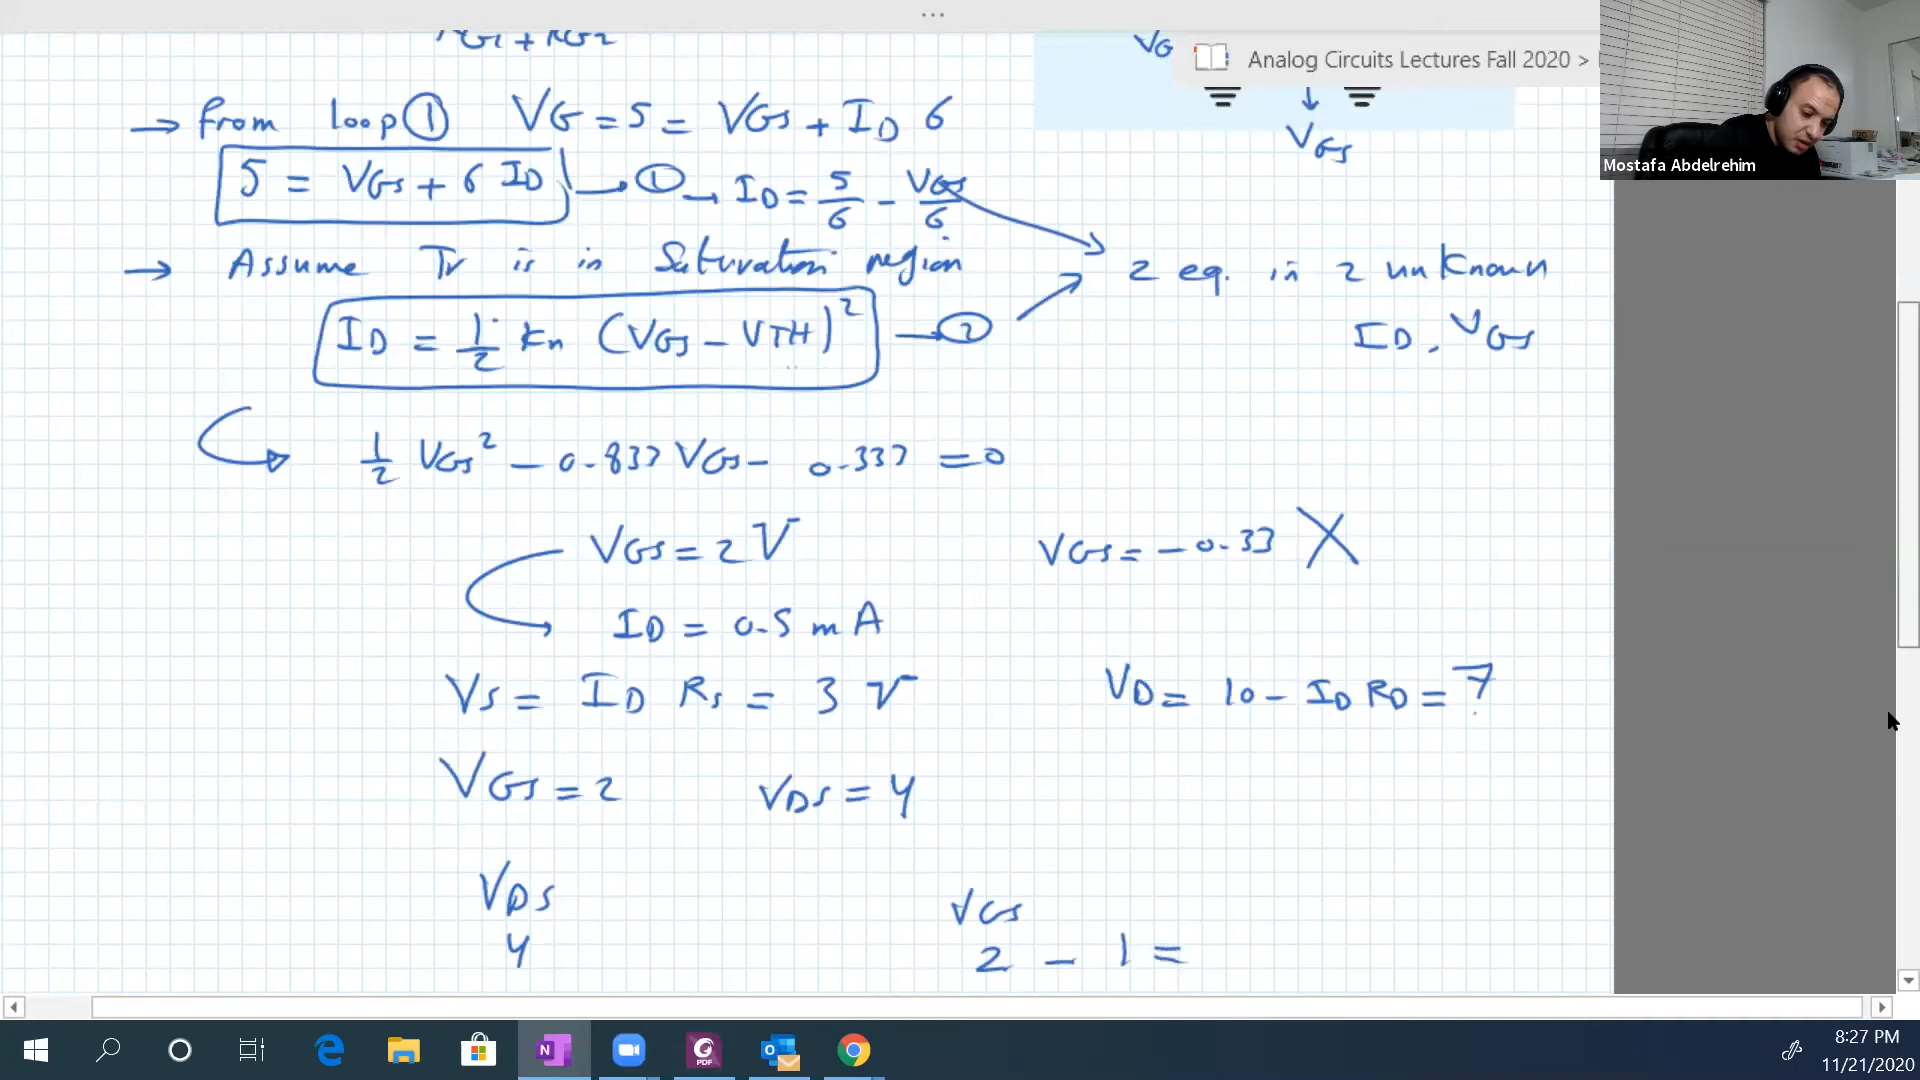 ...
RG1 + RG2
VG
Analog Circuits Lectures Fall 2020 >
VGS
Mostafa Abdelrehim
→ from loop ① VG = 5 = VGS + ID 6
5 = VGS + 6 ID → ① → ID = 5/6 - VGS/6
→ Assume Tr is in Saturation region
2 eq. in 2 unknown
ID = 1/2 kn (VGS - VTH)² → ②
ID, VGS
1/2 VGS² - 0.833 VGS - 0.333 = 0
VGS = 2 V
VGS = -0.33 X
ID = 0.5 mA
VS = ID RS = 3 V
VD = 10 - ID RD = 7
VGS = 2 VDS = 4
VDS VGS
4 2 - 1 =
8:27 PM
11/21/2020